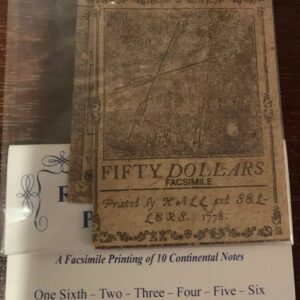 FIFTY DOLLARS
FACSIMILE
Printed by HALL and SEL-
LERS. 1778.
R
P
A Facsimile Printing of 10 Continental Notes
One Sixth - Two - Three - Four - Five - Six